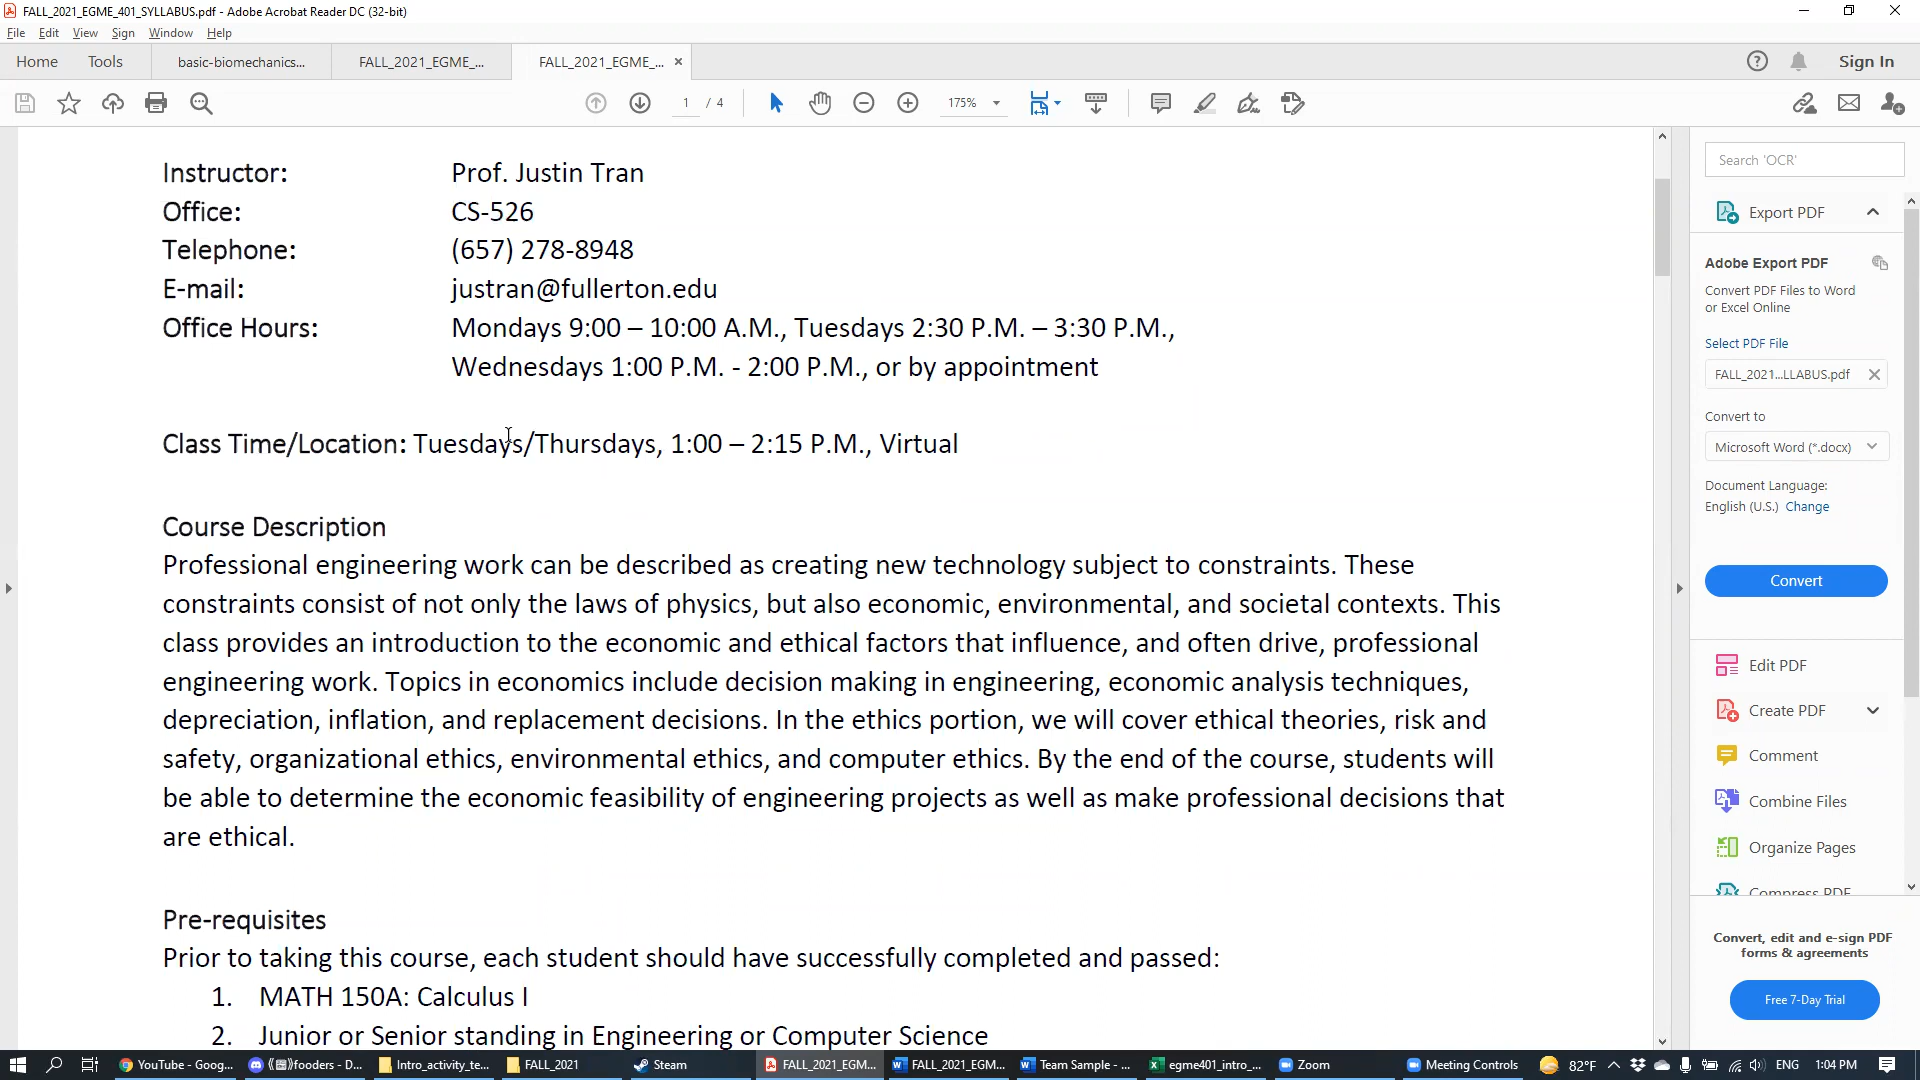 FALL_2021_EGME_401_SYLLABUS.pdf - Adobe Acrobat Reader DC (32-bit)
File Edit View Sign Window Help
Home Tools basic-biomechanics... FALL_2021_EGME_... FALL_2021_EGME_... × Sign In
1 / 4 175%
Instructor: Prof. Justin Tran
Office: CS-526
Telephone: (657) 278-8948
E-mail: justran@fullerton.edu
Office Hours: Mondays 9:00 – 10:00 A.M., Tuesdays 2:30 P.M. – 3:30 P.M.,
Wednesdays 1:00 P.M. - 2:00 P.M., or by appointment
Class Time/Location: Tuesdays/Thursdays, 1:00 – 2:15 P.M., Virtual
Course Description
Professional engineering work can be described as creating new technology subject to constraints. These
constraints consist of not only the laws of physics, but also economic, environmental, and societal contexts. This
class provides an introduction to the economic and ethical factors that influence, and often drive, professional
engineering work. Topics in economics include decision making in engineering, economic analysis techniques,
depreciation, inflation, and replacement decisions. In the ethics portion, we will cover ethical theories, risk and
safety, organizational ethics, environmental ethics, and computer ethics. By the end of the course, students will
be able to determine the economic feasibility of engineering projects as well as make professional decisions that
are ethical.
Pre-requisites
Prior to taking this course, each student should have successfully completed and passed:
1. MATH 150A: Calculus I
2. Junior or Senior standing in Engineering or Computer Science
Search 'OCR'
Export PDF
Adobe Export PDF
Convert PDF Files to Word
or Excel Online
Select PDF File
FALL_2021...LLABUS.pdf
Convert to
Microsoft Word (*.docx)
Document Language:
English (U.S.) Change
Convert
Edit PDF
Create PDF
Comment
Combine Files
Organize Pages
Compress PDF
Convert, edit and e-sign PDF
forms & agreements
Free 7-Day Trial
YouTube - Goog... fooders - D... Intro_activity_te... FALL_2021 Steam FALL_2021_EGM... FALL_2021_EGM... Team Sample - ... egme401_intro_... Zoom Meeting Controls 82°F ENG 1:04 PM